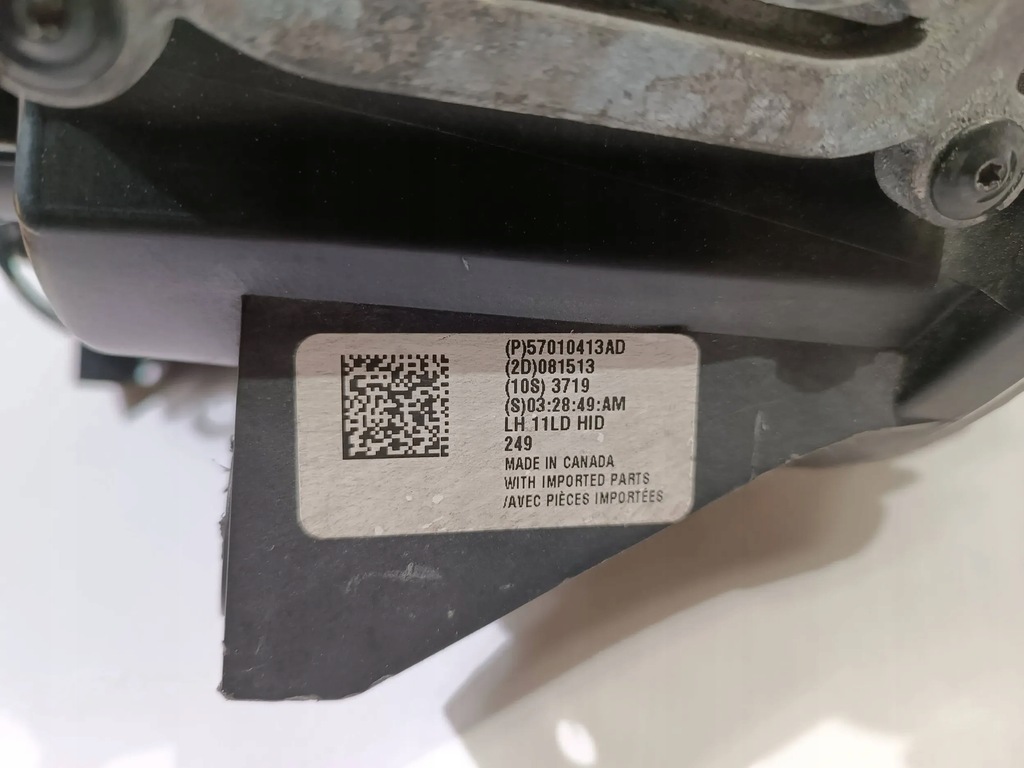 (P)57010413AD
(2D)081513
(10S) 3719
(S)03:28:49:AM
LH 11LD HID
249
MADE IN CANADA
WITH IMPORTED PARTS
/AVEC PIÈCES IMPORTÉES